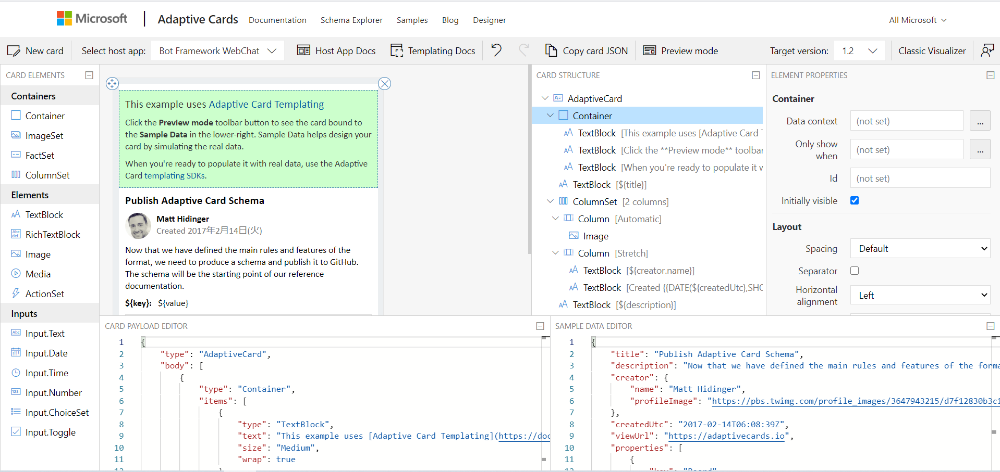 Microsoft | Adaptive Cards Documentation Schema Explorer Samples Blog Designer All Microsoft
New card Select host app: Bot Framework WebChat Host App Docs Templating Docs Copy card JSON Preview mode Target version: 1.2 Classic Visualizer
CARD ELEMENTS
Containers
Container
ImageSet
FactSet
ColumnSet
Elements
TextBlock
RichTextBlock
Image
Media
ActionSet
Inputs
Input.Text
Input.Date
Input.Time
Input.Number
Input.ChoiceSet
Input.Toggle
This example uses Adaptive Card Templating
Click the Preview mode toolbar button to see the card bound to
the Sample Data in the lower-right. Sample Data helps design your
card by simulating the real data.
When you're ready to populate it with real data, use the Adaptive
Card templating SDKs.
Publish Adaptive Card Schema
Matt Hidinger
Created 2017年2月14日(火)
Now that we have defined the main rules and features of the
format, we need to produce a schema and publish it to GitHub.
The schema will be the starting point of our reference
documentation.
${key}: ${value}
CARD STRUCTURE
AdaptiveCard
Container
TextBlock [This example uses [Adaptive Card
TextBlock [Click the **Preview mode** toolbar
TextBlock [When you're ready to populate it w
TextBlock [${title}]
ColumnSet [2 columns]
Column [Automatic]
Image
Column [Stretch]
TextBlock [${creator.name}]
TextBlock [Created {{DATE(${createdUtc},SHO
TextBlock [${description}]
ELEMENT PROPERTIES
Container
Data context (not set) ...
Only show
when (not set) ...
Id (not set)
Initially visible
Layout
Spacing Default
Separator
Horizontal
alignment Left
CARD PAYLOAD EDITOR
1 {
2 "type": "AdaptiveCard",
3 "body": [
4 {
5 "type": "Container",
6 "items": [
7 {
8 "type": "TextBlock",
9 "text": "This example uses [Adaptive Card Templating](https://doc
10 "size": "Medium",
11 "wrap": true
12 }
SAMPLE DATA EDITOR
1 {
2 "title": "Publish Adaptive Card Schema",
3 "description": "Now that we have defined the main rules and features of the forma
4 "creator": {
5 "name": "Matt Hidinger",
6 "profileImage": "https://pbs.twimg.com/profile_images/3647943215/d7f12830b3c1
7 },
8 "createdUtc": "2017-02-14T06:08:39Z",
9 "viewUrl": "https://adaptivecards.io",
10 "properties": [
11 {
12 "key": "Board"